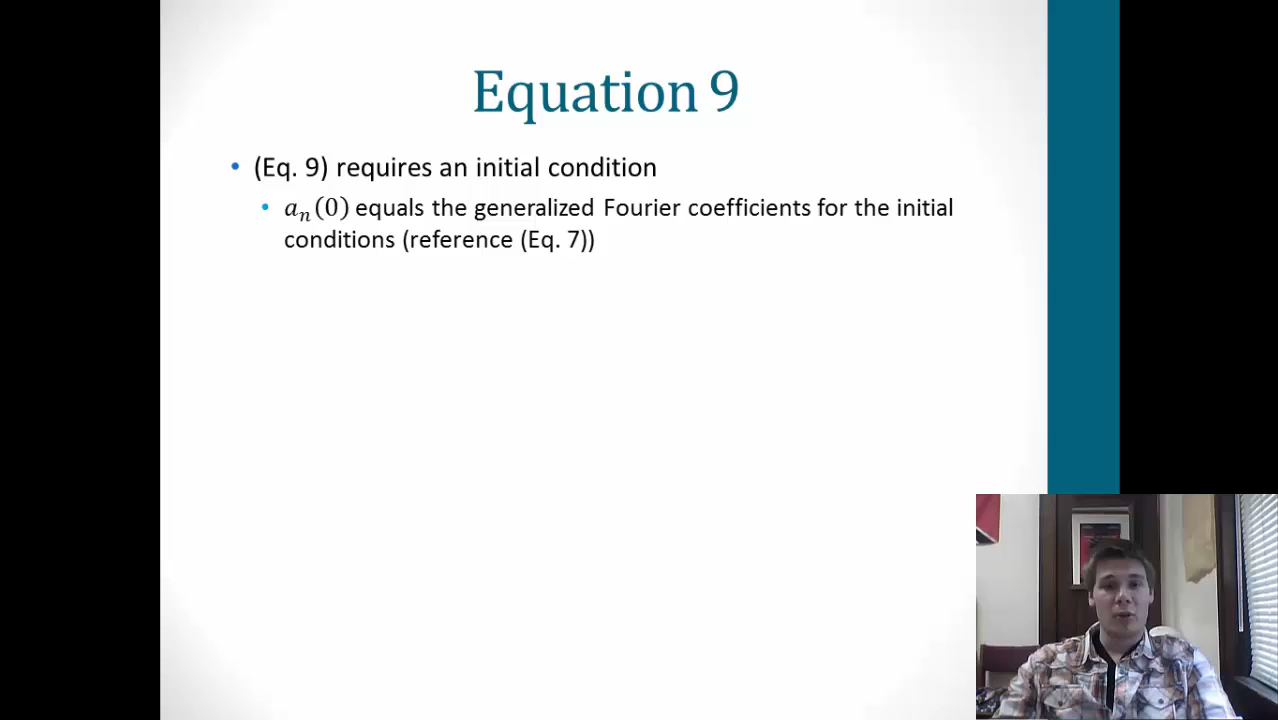 Equation 9
• (Eq. 9) requires an initial condition
• aₙ(0) equals the generalized Fourier coefficients for the initial
conditions (reference (Eq. 7))